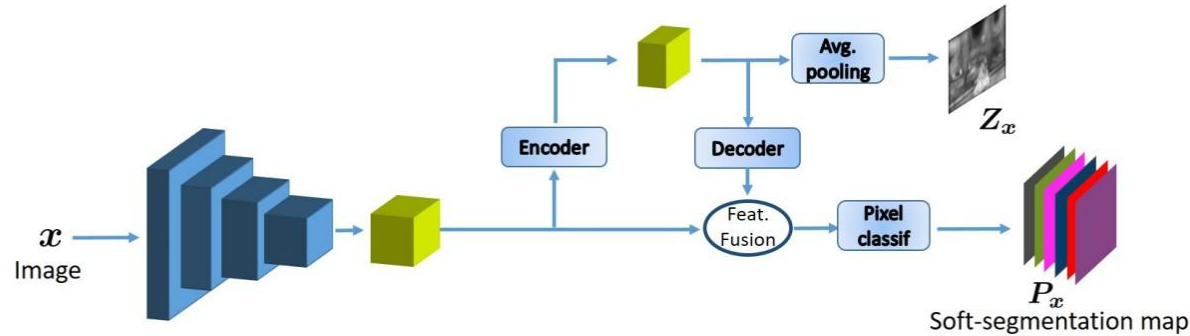 Avg.
pooling
Z_x
Encoder
Decoder
x
Image
Feat.
Fusion
Pixel
classif
P_x
Soft-segmentation map